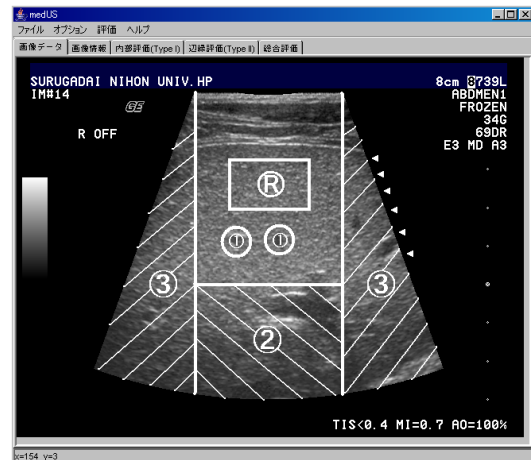 medUS
ファイル オプション 評価 ヘルプ
画像データ 画像情報 内部評価(Type I) 辺縁評価(Type II) 総合評価
SURUGADAI NIHON UNIV.HP 8cm 8739L
IM#14 ABDMEN1
GE FROZEN
34G
R OFF 69DR
E3 MD A3
Ⓡ
① ①
③ ③
②
TIS<0.4 MI=0.7 AO=100%
x=154 y=3